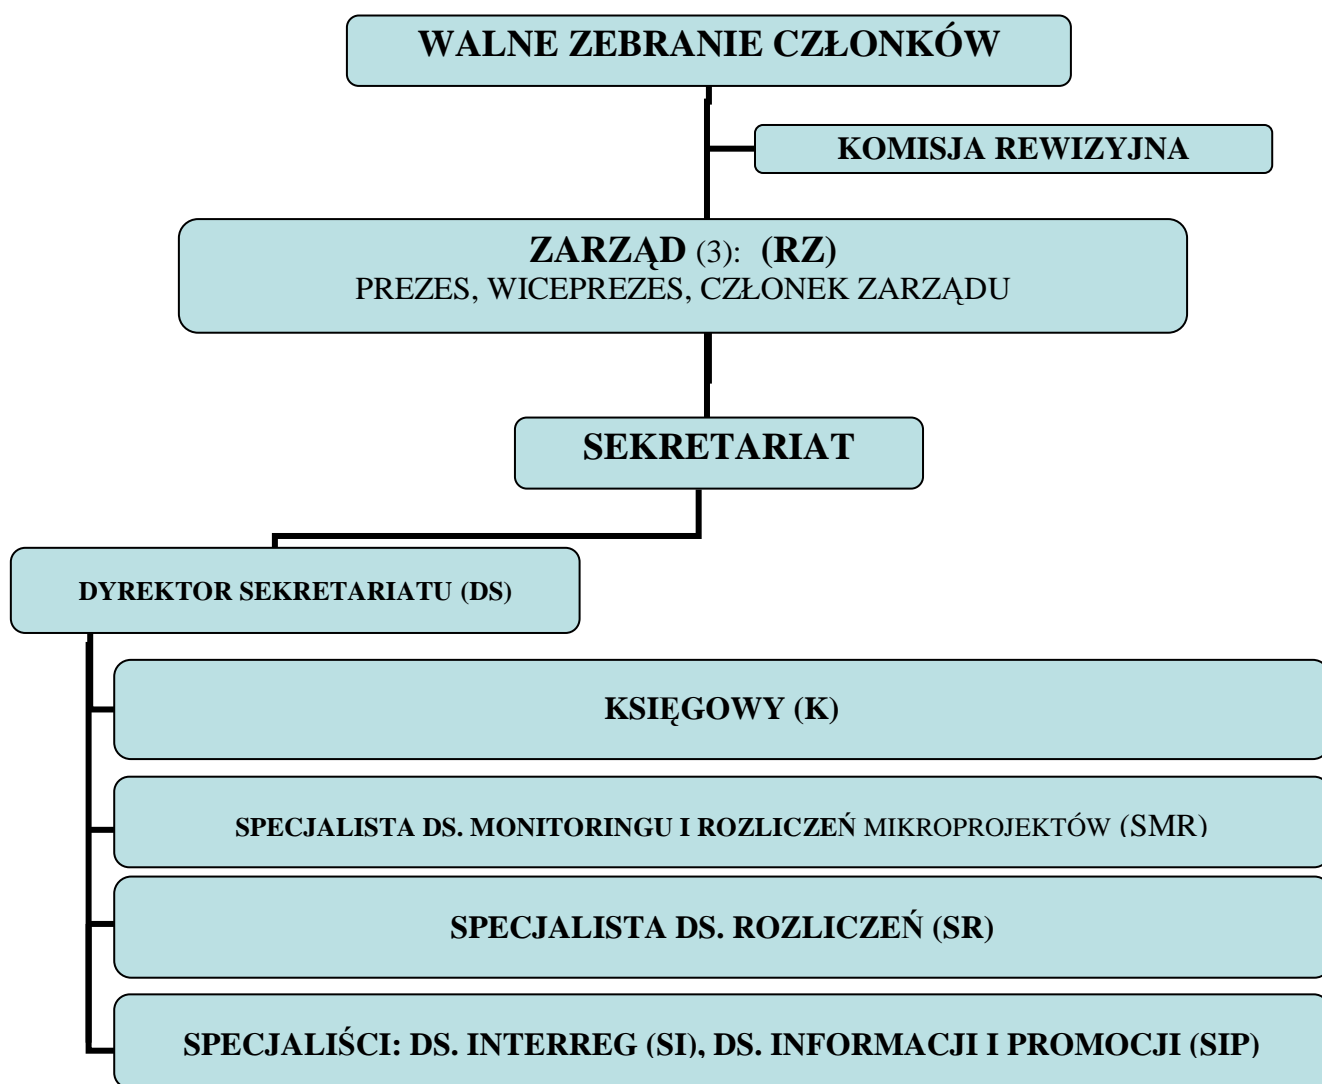 WALNE ZEBRANIE CZŁONKÓW
KOMISJA REWIZYJNA
ZARZĄD (3): (RZ)
PREZES, WICEPREZES, CZŁONEK ZARZĄDU
SEKRETARIAT
DYREKTOR SEKRETARIATU (DS)
KSIĘGOWY (K)
SPECJALISTA DS. MONITORINGU I ROZLICZEŃ MIKROPROJEKTÓW (SMR)
SPECJALISTA DS. ROZLICZEŃ (SR)
SPECJALIŚCI: DS. INTERREG (SI), DS. INFORMACJI I PROMOCJI (SIP)